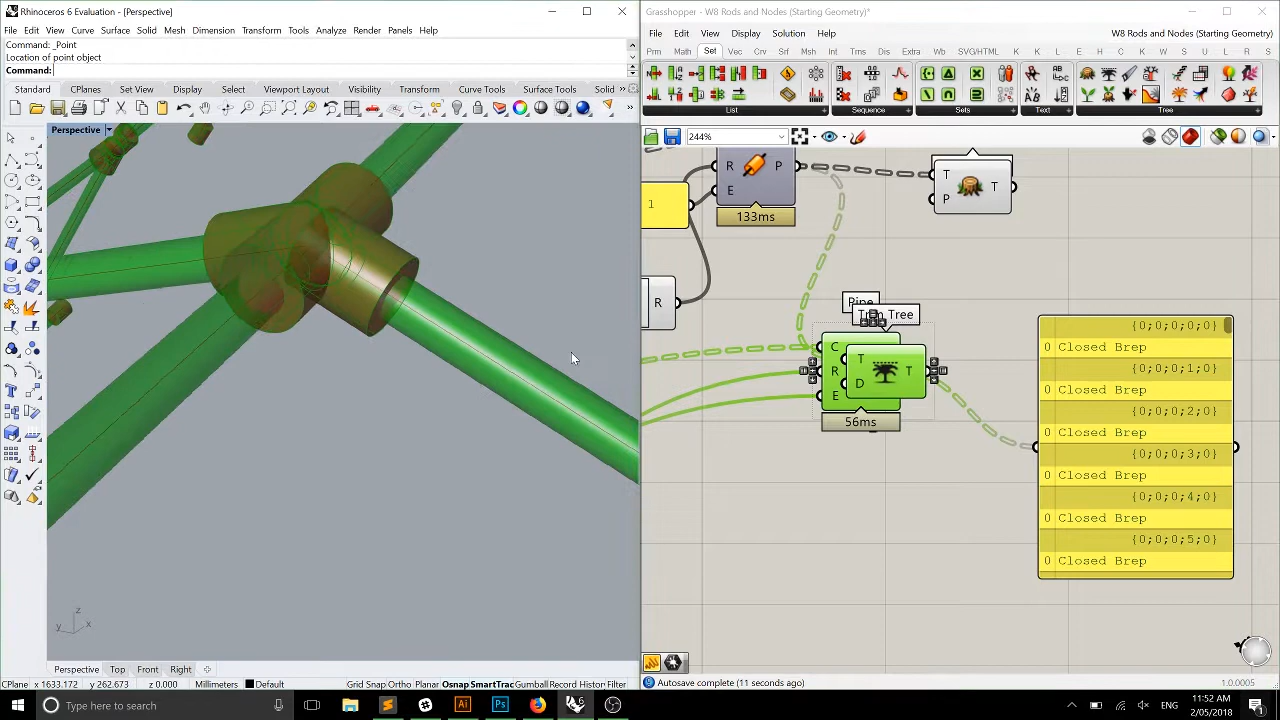 Rhinoceros 6 Evaluation - [Perspective]
File Edit View Curve Surface Solid Mesh Dimension Transform Tools Analyze Render Panels Help
Command: _Point
Location of point object
Command:
Standard CPlanes Set View Display Select Viewport Layout Visibility Transform Curve Tools Surface Tools Solid »
Perspective
z
y x
Perspective Top Front Right
CPlane x 1633.172 y 262.673 z 0.000 Millimeters Default Grid Snap Ortho Planar Osnap SmartTrac Gumball Record Histor Filter
Grasshopper - W8 Rods and Nodes (Starting Geometry)*
File Edit View Display Solution Help W8 Rods and Nodes (Starting Geometry)*
Prm Math Set Vec Crv Srf Msh Int Trns Dis Extra Wb SVG/HTML K K L E K H E M K L U L R S
List Sequence Sets Text Tree
244%
R P
E
133ms
1
R
T T
P
Pipe
Trim Tree
C
R
E
T T
D
56ms
{0;0;0;0;0}
0 Closed Brep
{0;0;0;1;0}
0 Closed Brep
{0;0;0;2;0}
0 Closed Brep
{0;0;0;3;0}
0 Closed Brep
{0;0;0;4;0}
0 Closed Brep
{0;0;0;5;0}
0 Closed Brep
Autosave complete (11 seconds ago) 1.0.0005
Type here to search
ENG
11:52 AM
2/05/2018